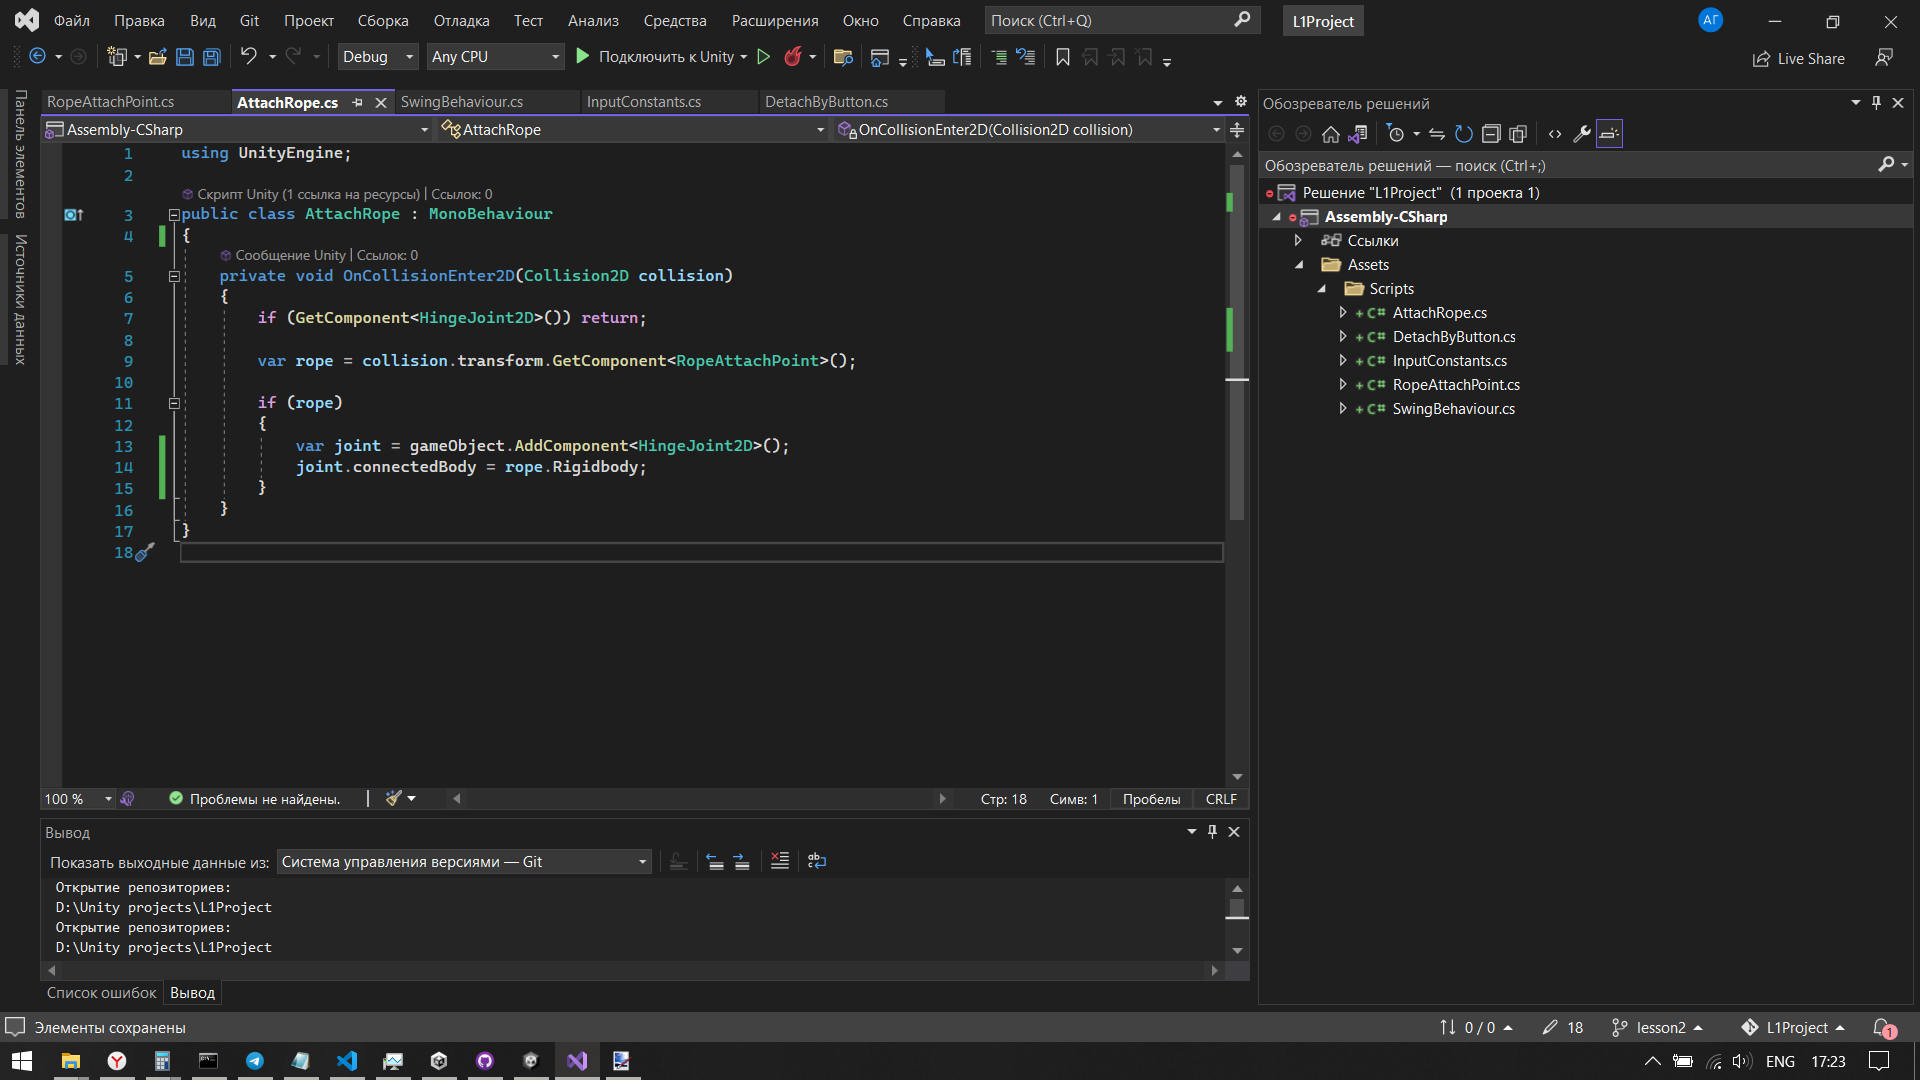 Файл Правка Вид Git Проект Сборка Отладка Тест Анализ Средства Расширения Окно Справка Поиск (Ctrl+Q) L1Project АГ
Debug Any CPU Подключить к Unity Live Share
Панель элементов
Источники данных
RopeAttachPoint.cs AttachRope.cs SwingBehaviour.cs InputConstants.cs DetachByButton.cs
Assembly-CSharp AttachRope OnCollisionEnter2D(Collision2D collision)
1 using UnityEngine;
2
Скрипт Unity (1 ссылка на ресурсы) | Ссылок: 0
3 public class AttachRope : MonoBehaviour
4 {
Сообщение Unity | Ссылок: 0
5 private void OnCollisionEnter2D(Collision2D collision)
6 {
7 if (GetComponent<HingeJoint2D>()) return;
8
9 var rope = collision.transform.GetComponent<RopeAttachPoint>();
10
11 if (rope)
12 {
13 var joint = gameObject.AddComponent<HingeJoint2D>();
14 joint.connectedBody = rope.Rigidbody;
15 }
16 }
17 }
18
100 % Проблемы не найдены. Стр: 18 Симв: 1 Пробелы CRLF
Вывод
Показать выходные данные из: Система управления версиями — Git
Открытие репозиториев:
D:\Unity projects\L1Project
Открытие репозиториев:
D:\Unity projects\L1Project
Список ошибок Вывод
Обозреватель решений
Обозреватель решений — поиск (Ctrl+;)
Решение "L1Project" (1 проекта 1)
Assembly-CSharp
Ссылки
Assets
Scripts
+ C# AttachRope.cs
+ C# DetachByButton.cs
+ C# InputConstants.cs
+ C# RopeAttachPoint.cs
+ C# SwingBehaviour.cs
Элементы сохранены 0 / 0 18 lesson2 L1Project 1
ENG 17:23